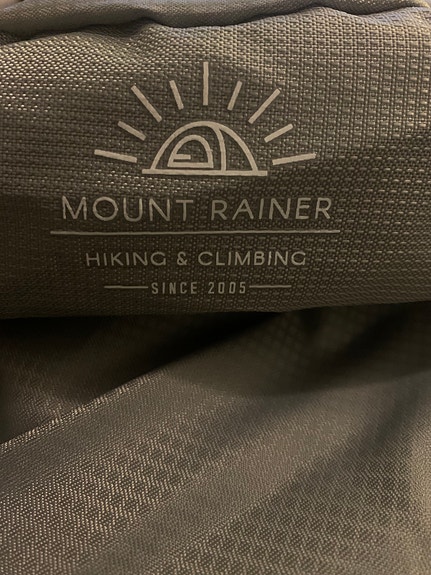 MOUNT RAINER
HIKING & CLIMBING
SINCE 2005